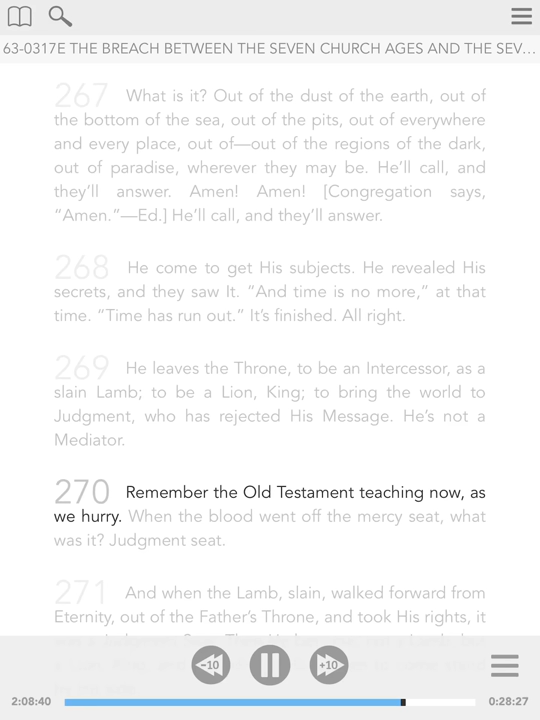 63-0317E THE BREACH BETWEEN THE SEVEN CHURCH AGES AND THE SEV…
267 What is it? Out of the dust of the earth, out of
the bottom of the sea, out of the pits, out of everywhere
and every place, out of—out of the regions of the dark,
out of paradise, wherever they may be. He’ll call, and
they’ll answer. Amen! Amen! [Congregation says,
“Amen.”—Ed.] He’ll call, and they’ll answer.
268 He come to get His subjects. He revealed His
secrets, and they saw It. “And time is no more,” at that
time. “Time has run out.” It’s finished. All right.
269 He leaves the Throne, to be an Intercessor, as a
slain Lamb; to be a Lion, King; to bring the world to
Judgment, who has rejected His Message. He’s not a
Mediator.
270 Remember the Old Testament teaching now, as
we hurry. When the blood went off the mercy seat, what
was it? Judgment seat.
271 And when the Lamb, slain, walked forward from
Eternity, out of the Father’s Throne, and took His rights, it
-10
+10
2:08:40
0:28:27